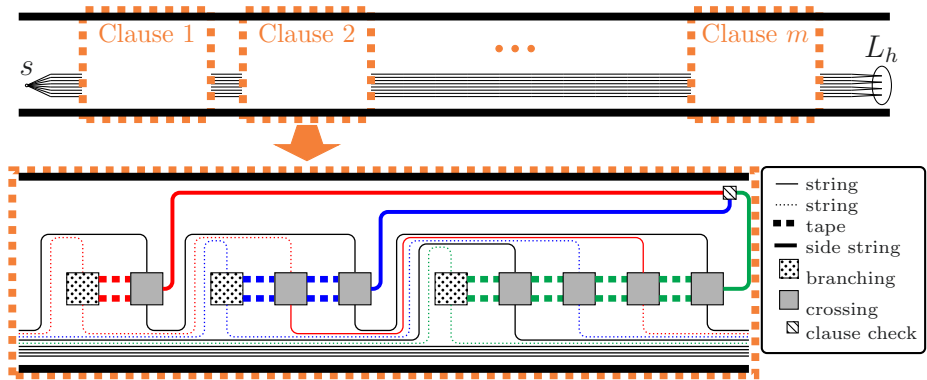 Clause 1
Clause 2
Clause m
s
L_h
string
string
tape
side string
branching
crossing
clause check